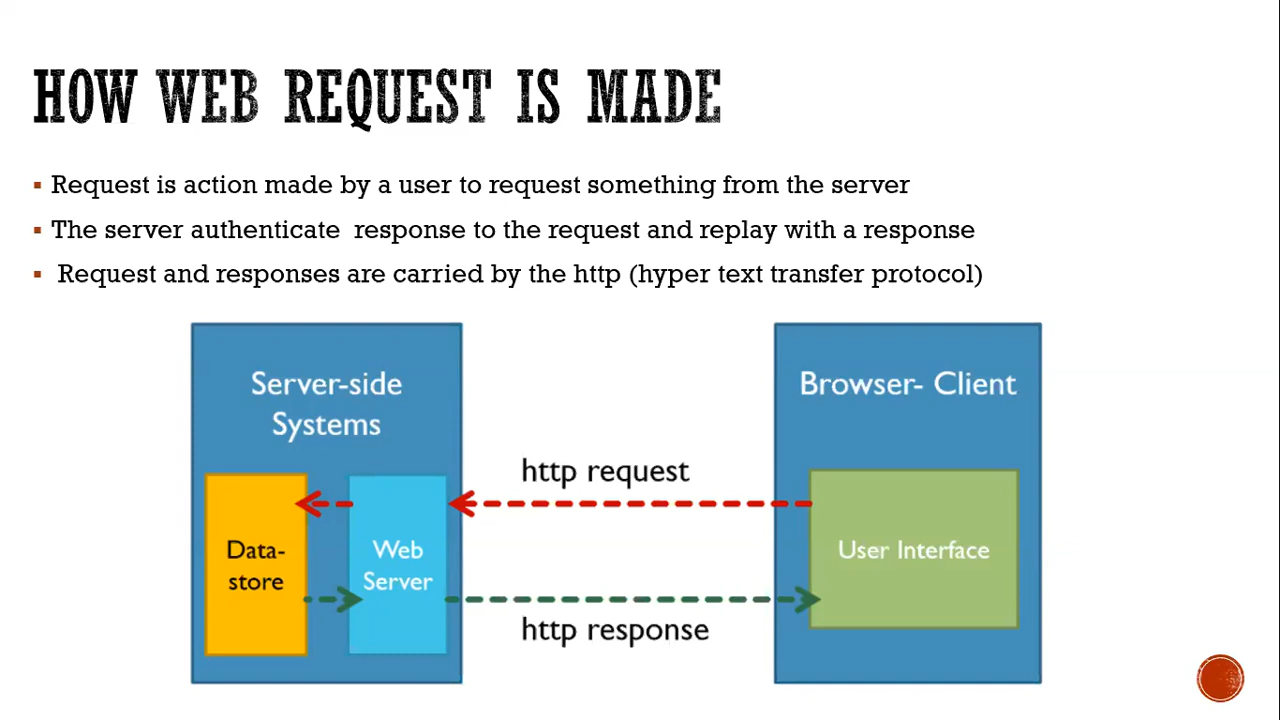 HOW WEB REQUEST IS MADE
▪ Request is action made by a user to request something from the server
▪ The server authenticate  response to the request and replay with a response
▪ Request and responses are carried by the http (hyper text transfer protocol)
Server-side
Systems
Browser- Client
http request
Data-
store
Web
Server
User Interface
http response